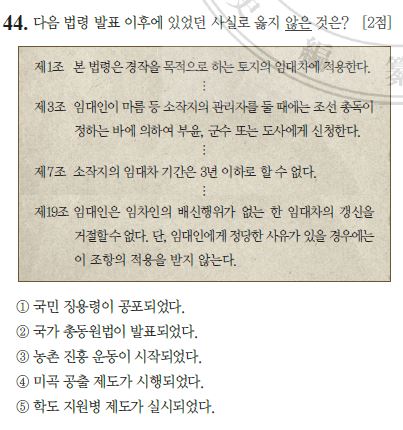 44. 다음 법령 발표 이후에 있었던 사실로 옳지 않은 것은? [2점]
제1조 본 법령은 경작을 목적으로 하는 토지의 임대차에 적용한다.
⋮
제3조 임대인이 마름 등 소작지의 관리자를 둘 때에는 조선 총독이
정하는 바에 의하여 부윤, 군수 또는 도사에게 신청한다.
⋮
제7조 소작지의 임대차 기간은 3년 이하로 할 수 없다.
⋮
제19조 임대인은 임차인의 배신행위가 없는 한 임대차의 갱신을
거절할 수 없다. 단, 임대인에게 정당한 사유가 있을 경우에는
이 조항의 적용을 받지 않는다.
① 국민 징용령이 공포되었다.
② 국가 총동원법이 발표되었다.
③ 농촌 진흥 운동이 시작되었다.
④ 미곡 공출 제도가 시행되었다.
⑤ 학도 지원병 제도가 실시되었다.